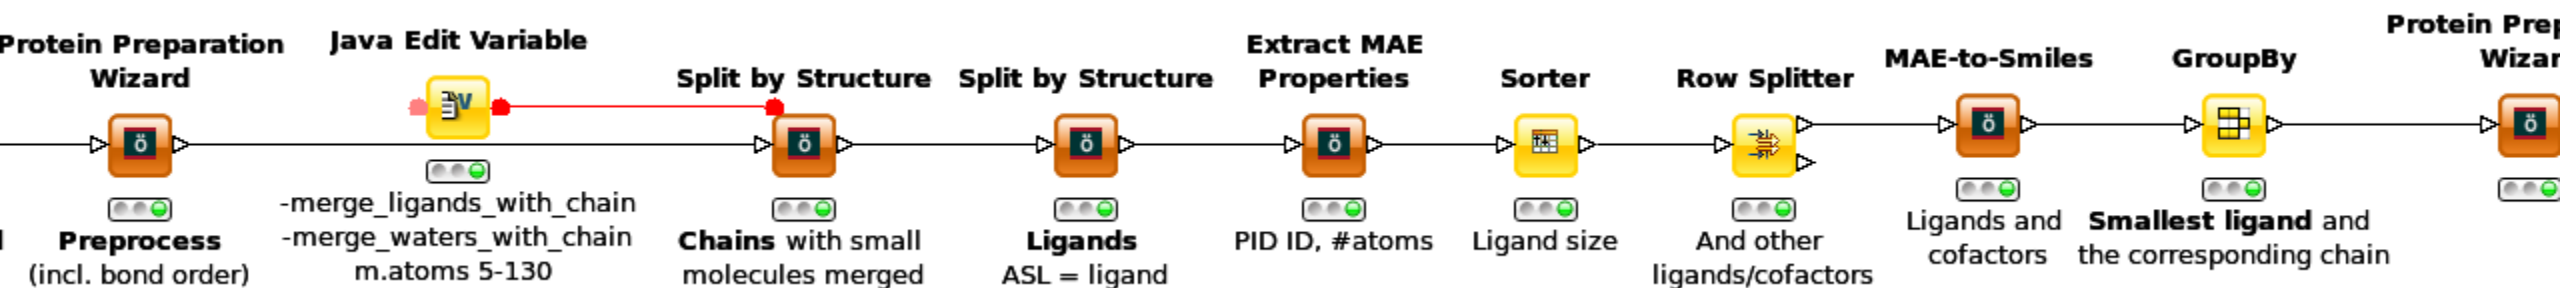 Protein Preparation
Wizard
Preprocess
(incl. bond order)
Java Edit Variable
V
-merge_ligands_with_chain
-merge_waters_with_chain
m.atoms 5-130
Split by Structure
Chains with small
molecules merged
Split by Structure
Ligands
ASL = ligand
Extract MAE
Properties
PID ID, #atoms
Sorter
Ligand size
Row Splitter
And other
ligands/cofactors
MAE-to-Smiles
Ligands and
cofactors
GroupBy
Smallest ligand and
the corresponding chain
Protein Prep
Wizar
ö
ö
ö
ö
ö
ö